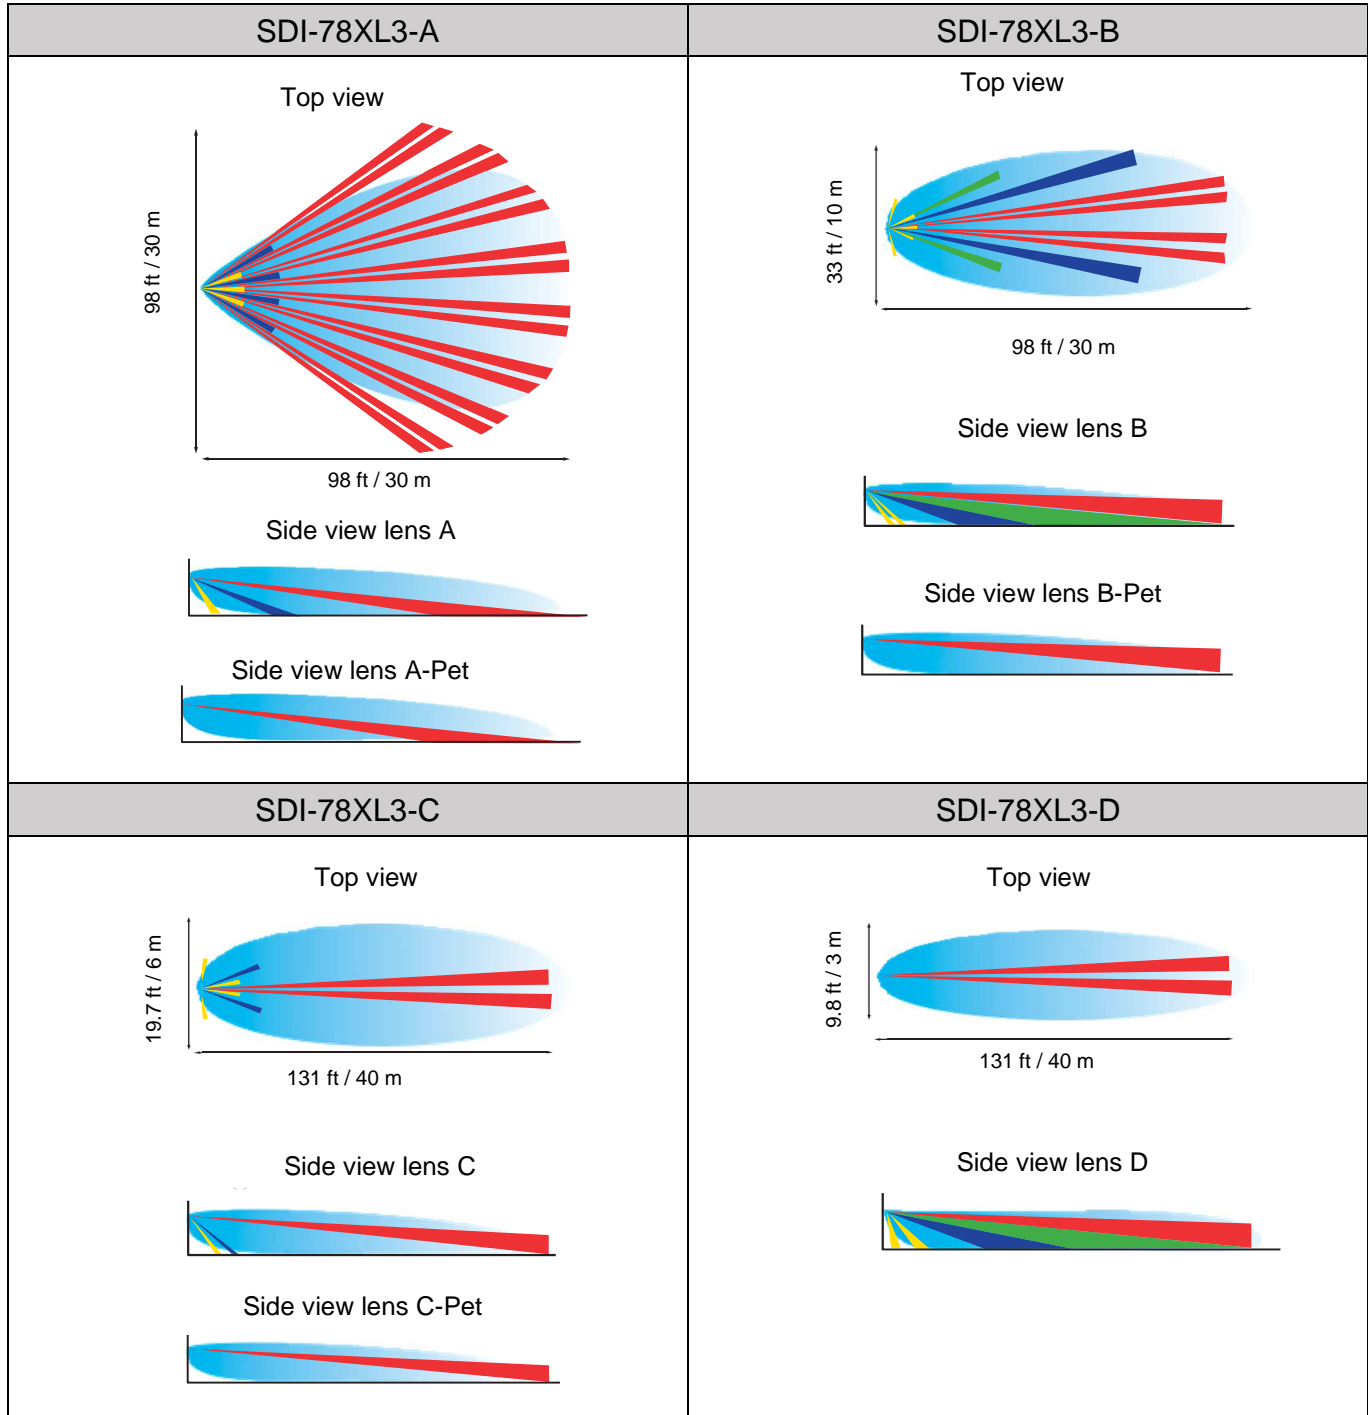 SDI-78XL3-A
Top view
98 ft / 30 m
98 ft / 30 m
Side view lens A
Side view lens A-Pet
SDI-78XL3-B
Top view
33 ft / 10 m
98 ft / 30 m
Side view lens B
Side view lens B-Pet
SDI-78XL3-C
Top view
19.7 ft / 6 m
131 ft / 40 m
Side view lens C
Side view lens C-Pet
SDI-78XL3-D
Top view
9.8 ft / 3 m
131 ft / 40 m
Side view lens D